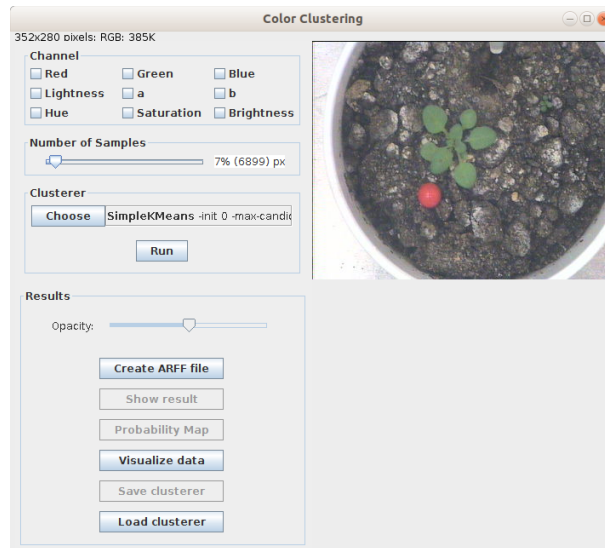 Color Clustering
352x280 pixels: RGB: 385K
Channel
Red Green Blue
Lightness a b
Hue Saturation Brightness
Number of Samples
7% (6899) px
Clusterer
Choose SimpleKMeans -init 0 -max-candic
Run
Results
Opacity:
Create ARFF file
Show result
Probability Map
Visualize data
Save clusterer
Load clusterer